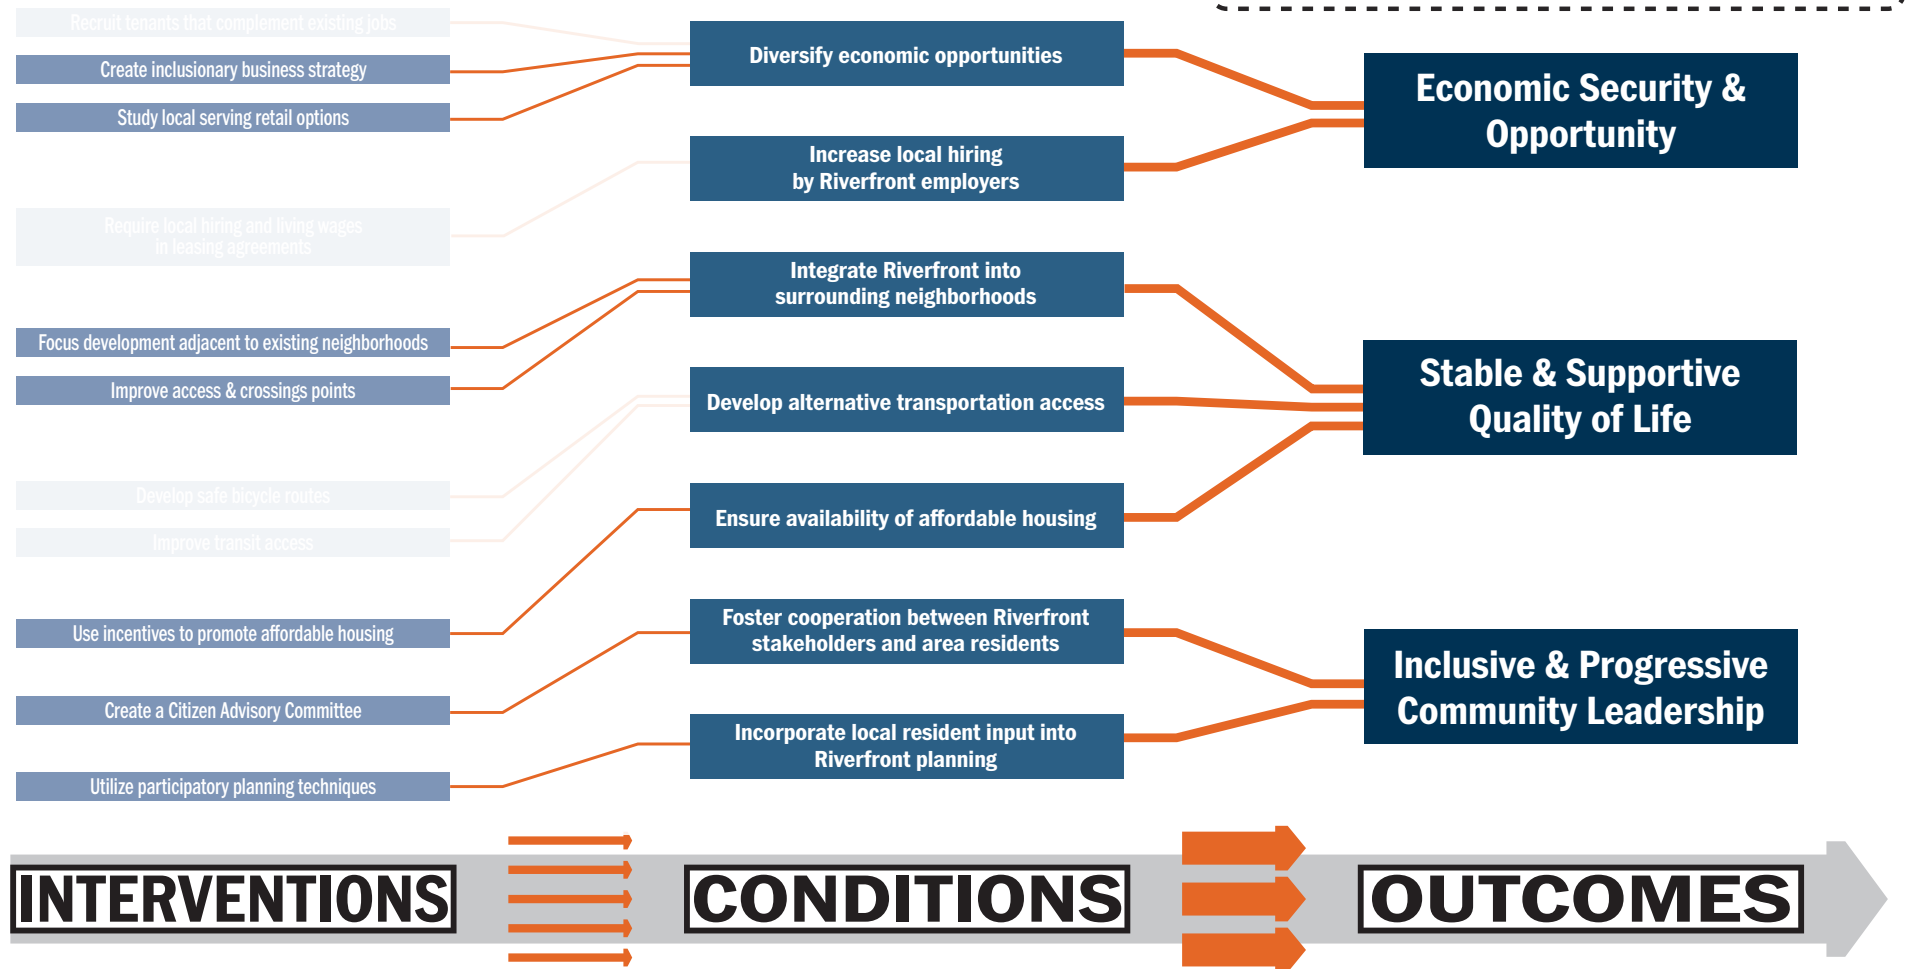 Recruit tenants that complement existing jobs
Create inclusionary business strategy
Study local serving retail options
Require local hiring and living wages
in leasing agreements
Focus development adjacent to existing neighborhoods
Improve access & crossings points
Develop safe bicycle routes
Improve transit access
Use incentives to promote affordable housing
Create a Citizen Advisory Committee
Utilize participatory planning techniques
Diversify economic opportunities
Increase local hiring
by Riverfront employers
Integrate Riverfront into
surrounding neighborhoods
Develop alternative transportation access
Ensure availability of affordable housing
Foster cooperation between Riverfront
stakeholders and area residents
Incorporate local resident input into
Riverfront planning
Economic Security &
Opportunity
Stable & Supportive
Quality of Life
Inclusive & Progressive
Community Leadership
INTERVENTIONS
CONDITIONS
OUTCOMES